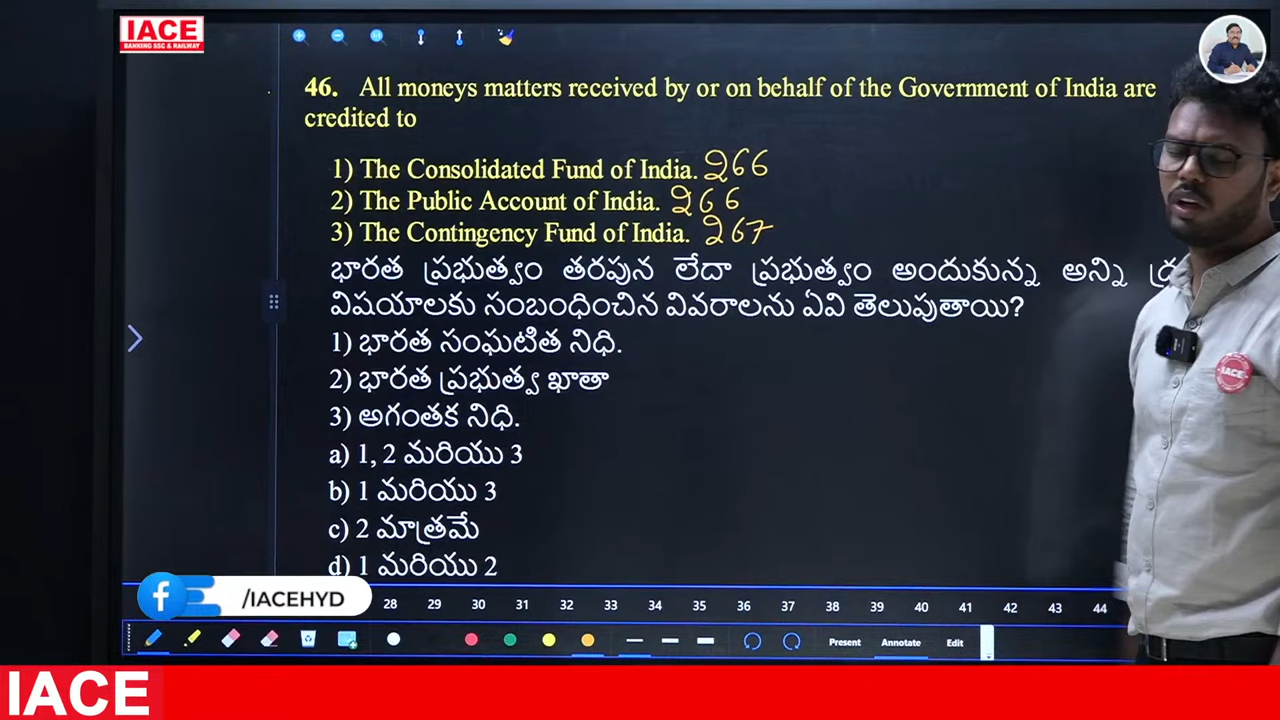 IACE
BANKING SSC & RAILWAY
46. All moneys matters received by or on behalf of the Government of India are
credited to
1) The Consolidated Fund of India. 266
2) The Public Account of India. 266
3) The Contingency Fund of India. 267
భారత ప్రభుత్వం తరపున లేదా ప్రభుత్వం అందుకున్న అన్ని
విషయాలకు సంబంధించిన వివరాలను ఏవి తెలుపుతాయి?
1) భారత సంఘటిత నిధి.
2) భారత ప్రభుత్వ ఖాతా
3) అగంతక నిధి.
a) 1, 2 మరియు 3
b) 1 మరియు 3
c) 2 మాత్రమే
d) 1 మరియు 2
IACE
/IACEHYD
28 29 30 31 32 33 34 35 36 37 38 39 40 41 42 43 44
Present Annotate Edit
IACE